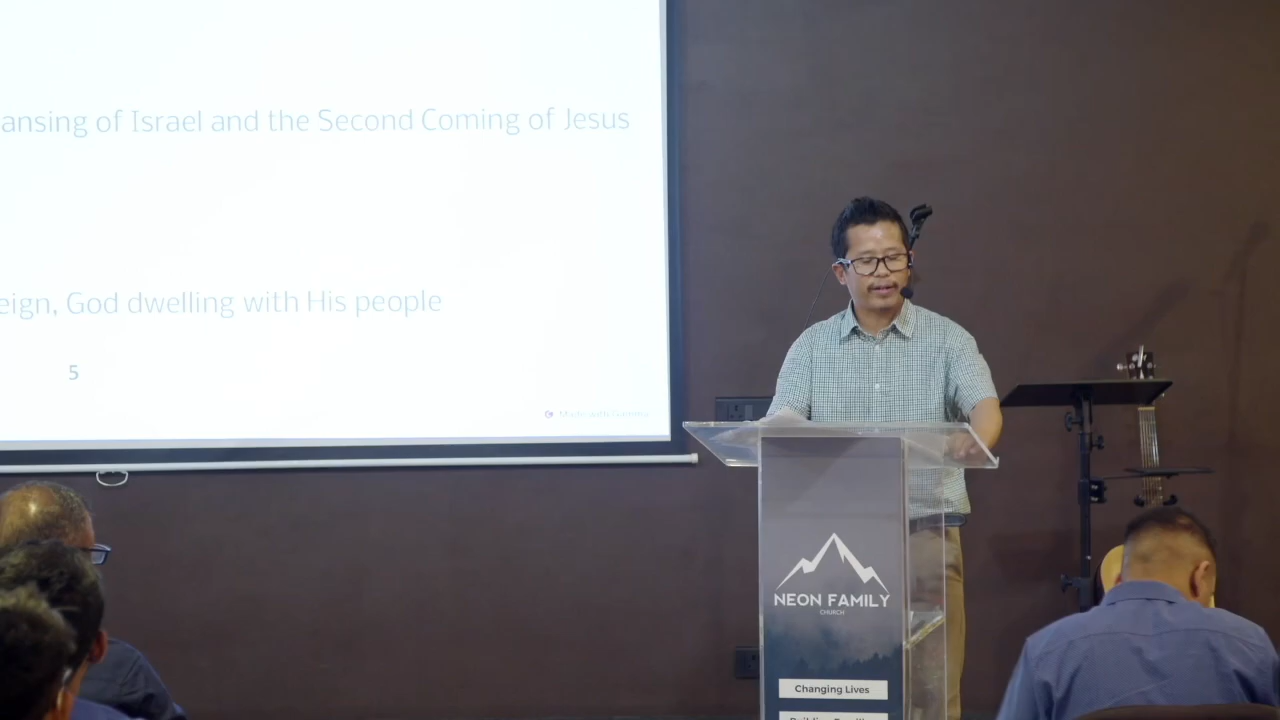 ansing of Israel and the Second Coming of Jesus
eign, God dwelling with His people
5
NEON FAMILY
CHURCH
Changing Lives